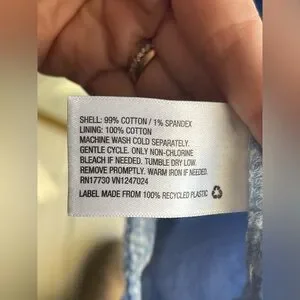 SHELL: 99% COTTON / 1% SPANDEX
LINING: 100% COTTON
MACHINE WASH COLD SEPARATELY.
GENTLE CYCLE. ONLY NON-CHLORINE
BLEACH IF NEEDED. TUMBLE DRY LOW.
REMOVE PROMPTLY. WARM IRON IF NEEDED.
RN17730 VN1247024
LABEL MADE FROM 100% RECYCLED PLASTIC